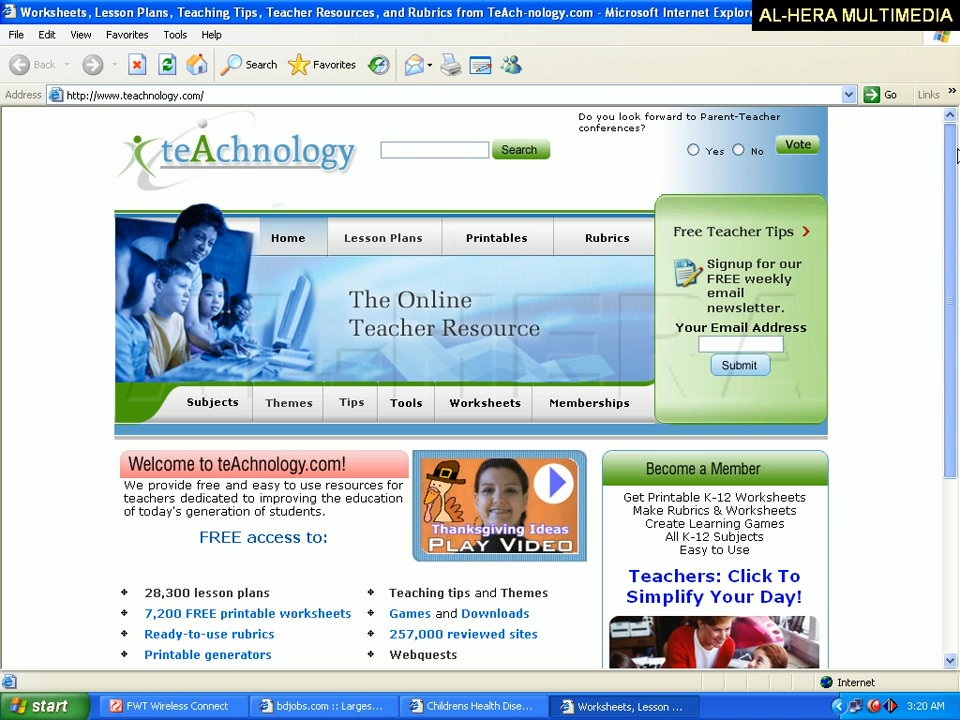 Worksheets, Lesson Plans, Teaching Tips, Teacher Resources, and Rubrics from TeAch-nology.com - Microsoft Internet Explore
AL-HERA MULTIMEDIA
File Edit View Favorites Tools Help
Back Search Favorites
Address http://www.teachnology.com/ Go Links »
Do you look forward to Parent-Teacher
conferences?
teAchnology Search Yes No Vote
Home Lesson Plans Printables Rubrics
Free Teacher Tips
Signup for our
FREE weekly
email
newsletter.
Your Email Address
Submit
The Online
Teacher Resource
Subjects Themes Tips Tools Worksheets Memberships
Welcome to teAchnology.com!
We provide free and easy to use resources for
teachers dedicated to improving the education
of today's generation of students.
FREE access to:
Thanksgiving Ideas
PLAY VIDEO
Become a Member
Get Printable K-12 Worksheets
Make Rubrics & Worksheets
Create Learning Games
All K-12 Subjects
Easy to Use
Teachers: Click To
Simplify Your Day!
28,300 lesson plans
7,200 FREE printable worksheets
Ready-to-use rubrics
Printable generators
Teaching tips and Themes
Games and Downloads
257,000 reviewed sites
Webquests
Internet
start FWT Wireless Connect bdjobs.com :: Larges... Childrens Health Dise... Worksheets, Lesson ... 3:20 AM